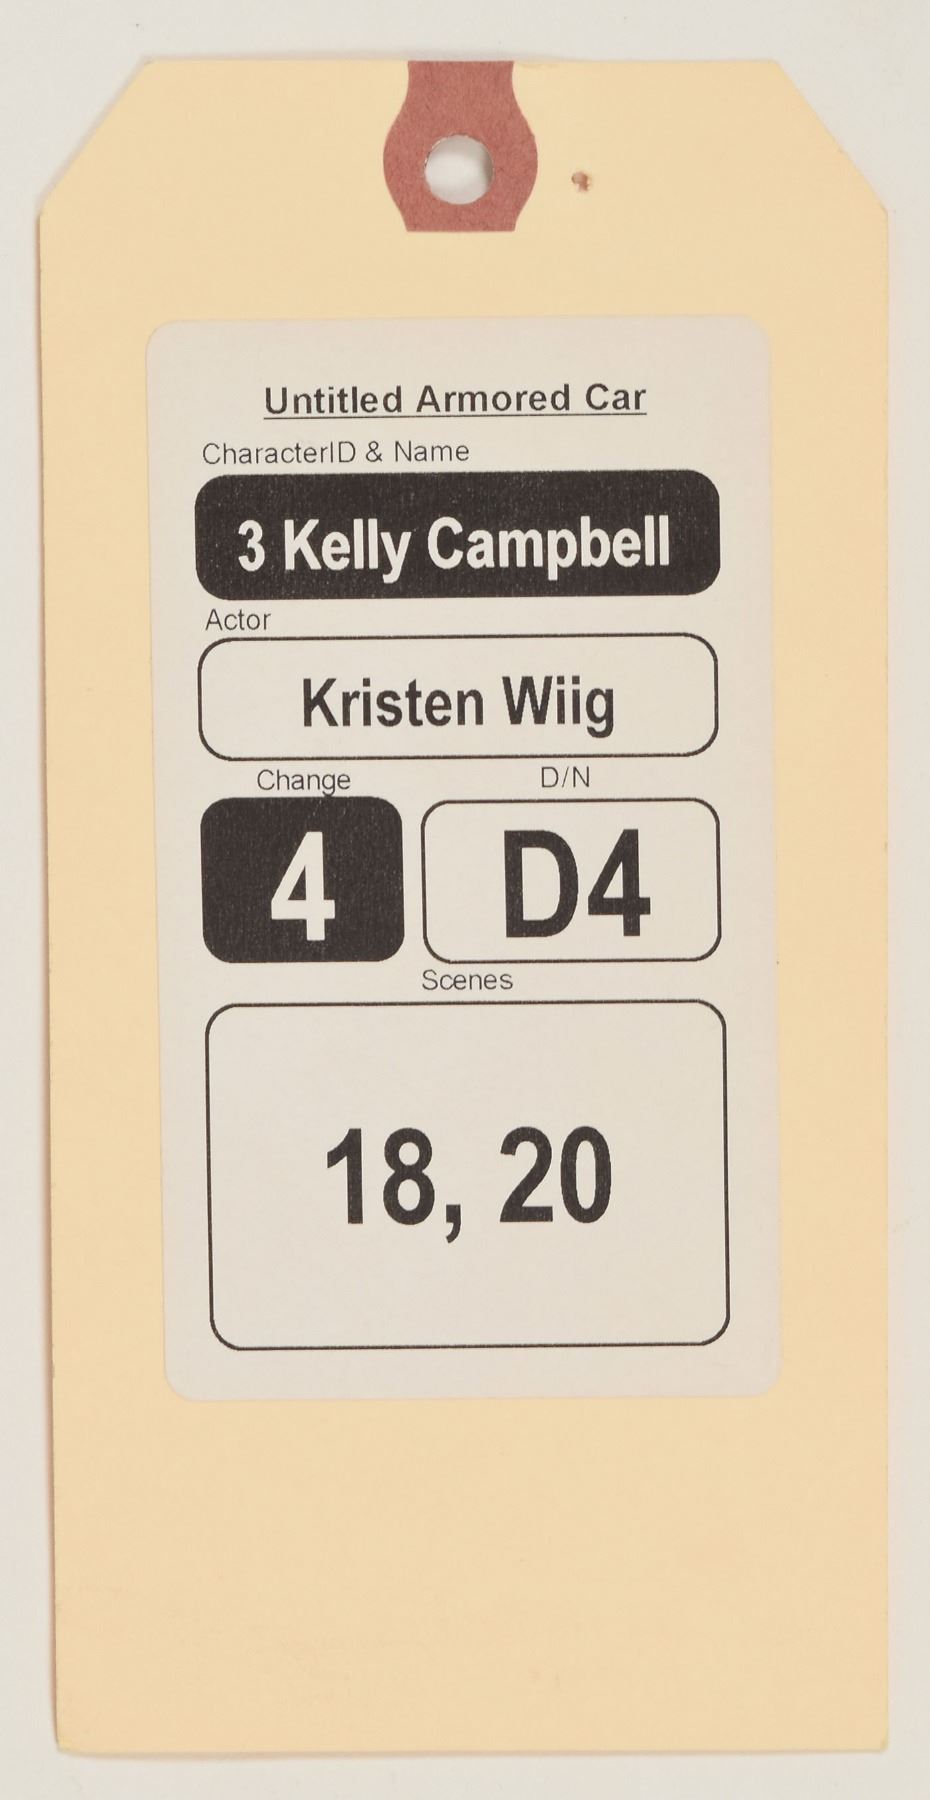 Untitled Armored Car
CharacterID & Name
3 Kelly Campbell
Actor
Kristen Wiig
Change D/N
4 D4
Scenes
18, 20